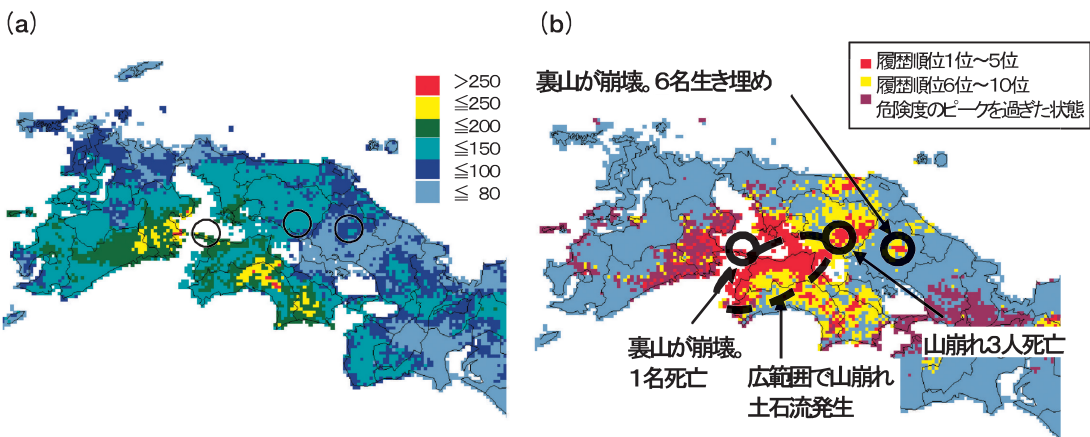 (a)
>250
≦250
≦200
≦150
≦100
≦ 80
(b)
履歴順位1位～5位
履歴順位6位～10位
危険度のピークを過ぎた状態
裏山が崩壊。6名生き埋め
裏山が崩壊。
1名死亡
広範囲で山崩れ
土石流発生
山崩れ3人死亡